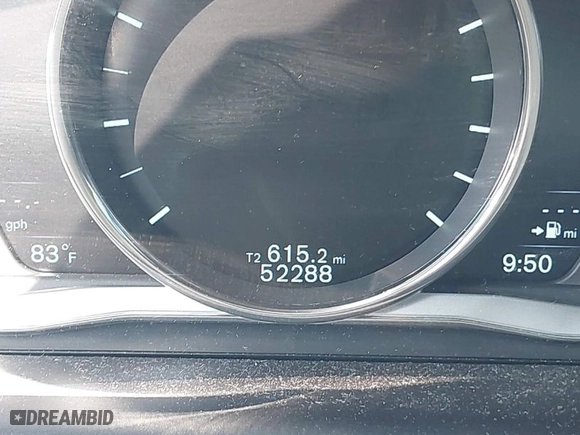 gph
83°F
T2 615.2 mi
52288
--- mi
9:50
DREAMBID